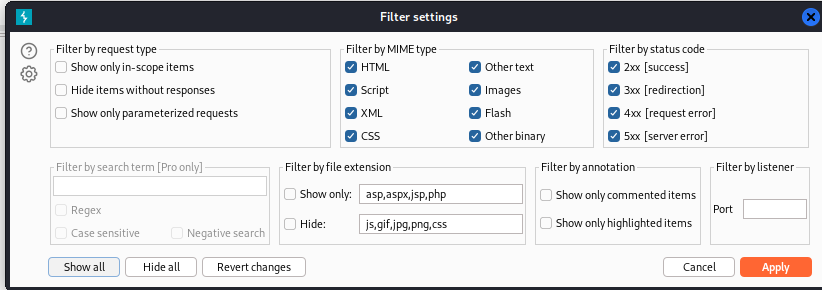 Filter settings
Filter by request type
Show only in-scope items
Hide items without responses
Show only parameterized requests
Filter by MIME type
HTML
Other text
Script
Images
XML
Flash
CSS
Other binary
Filter by status code
2xx [success]
3xx [redirection]
4xx [request error]
5xx [server error]
Filter by search term [Pro only]
Regex
Case sensitive
Negative search
Filter by file extension
Show only: asp,aspx,jsp,php
Hide: js,gif,jpg,png,css
Filter by annotation
Show only commented items
Show only highlighted items
Filter by listener
Port
Show all
Hide all
Revert changes
Cancel
Apply